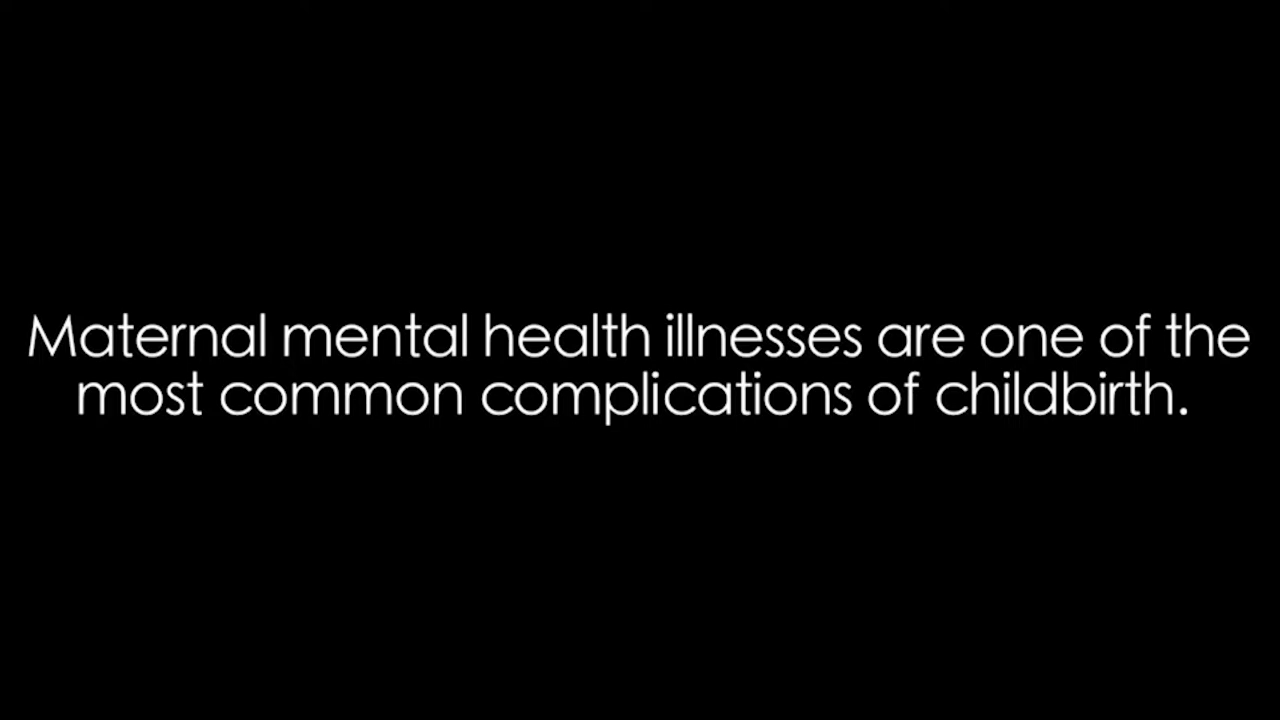 Maternal mental health illnesses are one of the
most common complications of childbirth.